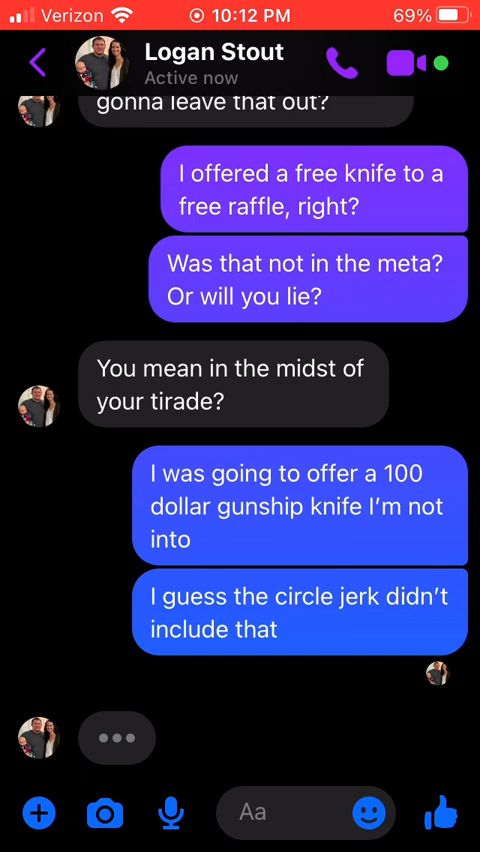 Verizon 10:12 PM 69%
Logan Stout
Active now
gonna leave that out?
I offered a free knife to a
free raffle, right?
Was that not in the meta?
Or will you lie?
You mean in the midst of
your tirade?
I was going to offer a 100
dollar gunship knife I’m not
into
I guess the circle jerk didn’t
include that
Aa